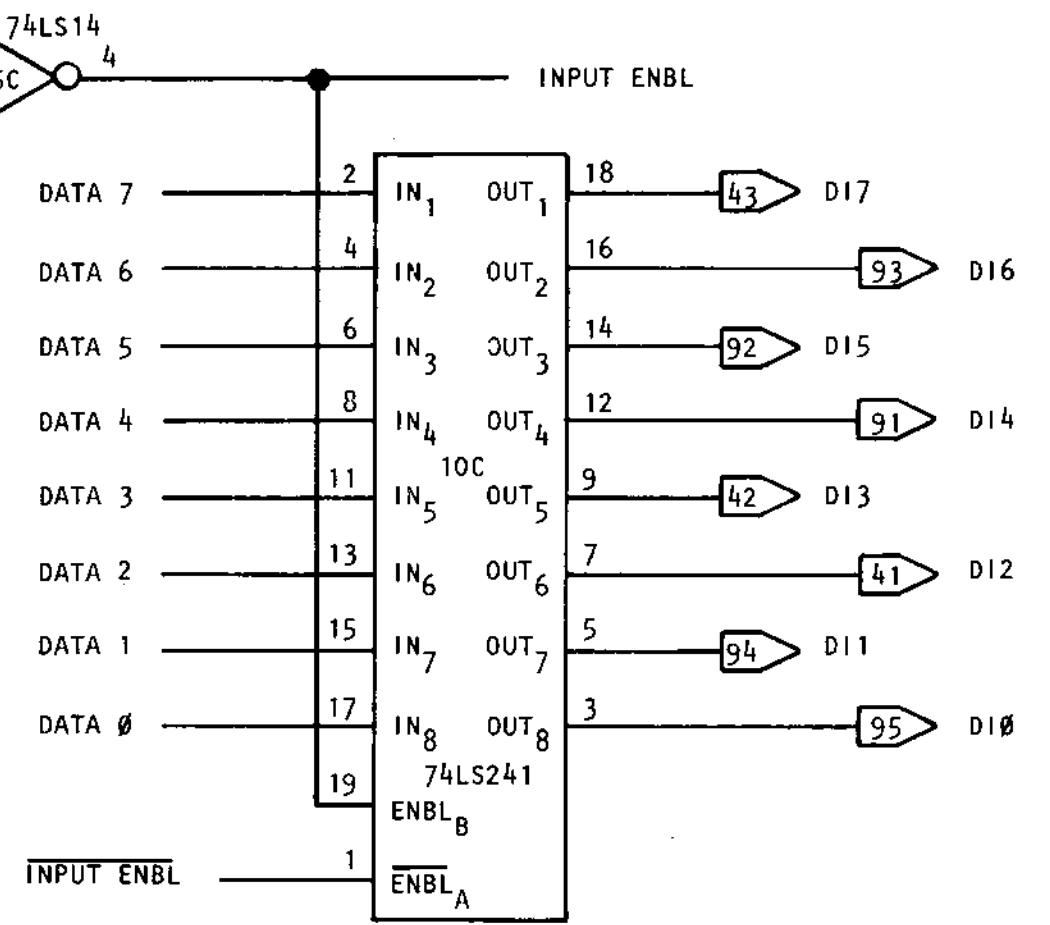 74LS14
4
INPUT ENBL
DATA 7 2 IN1 OUT1 18 43 DI7
DATA 6 4 IN2 OUT2 16 93 DI6
DATA 5 6 IN3 OUT3 14 92 DI5
DATA 4 8 IN4 OUT4 12 91 DI4
10C
DATA 3 11 IN5 OUT5 9 42 DI3
DATA 2 13 IN6 OUT6 7 41 DI2
DATA 1 15 IN7 OUT7 5 94 DI1
DATA Ø 17 IN8 OUT8 3 95 DIØ
74LS241
19 ENBLB
INPUT ENBL 1 ENBLA